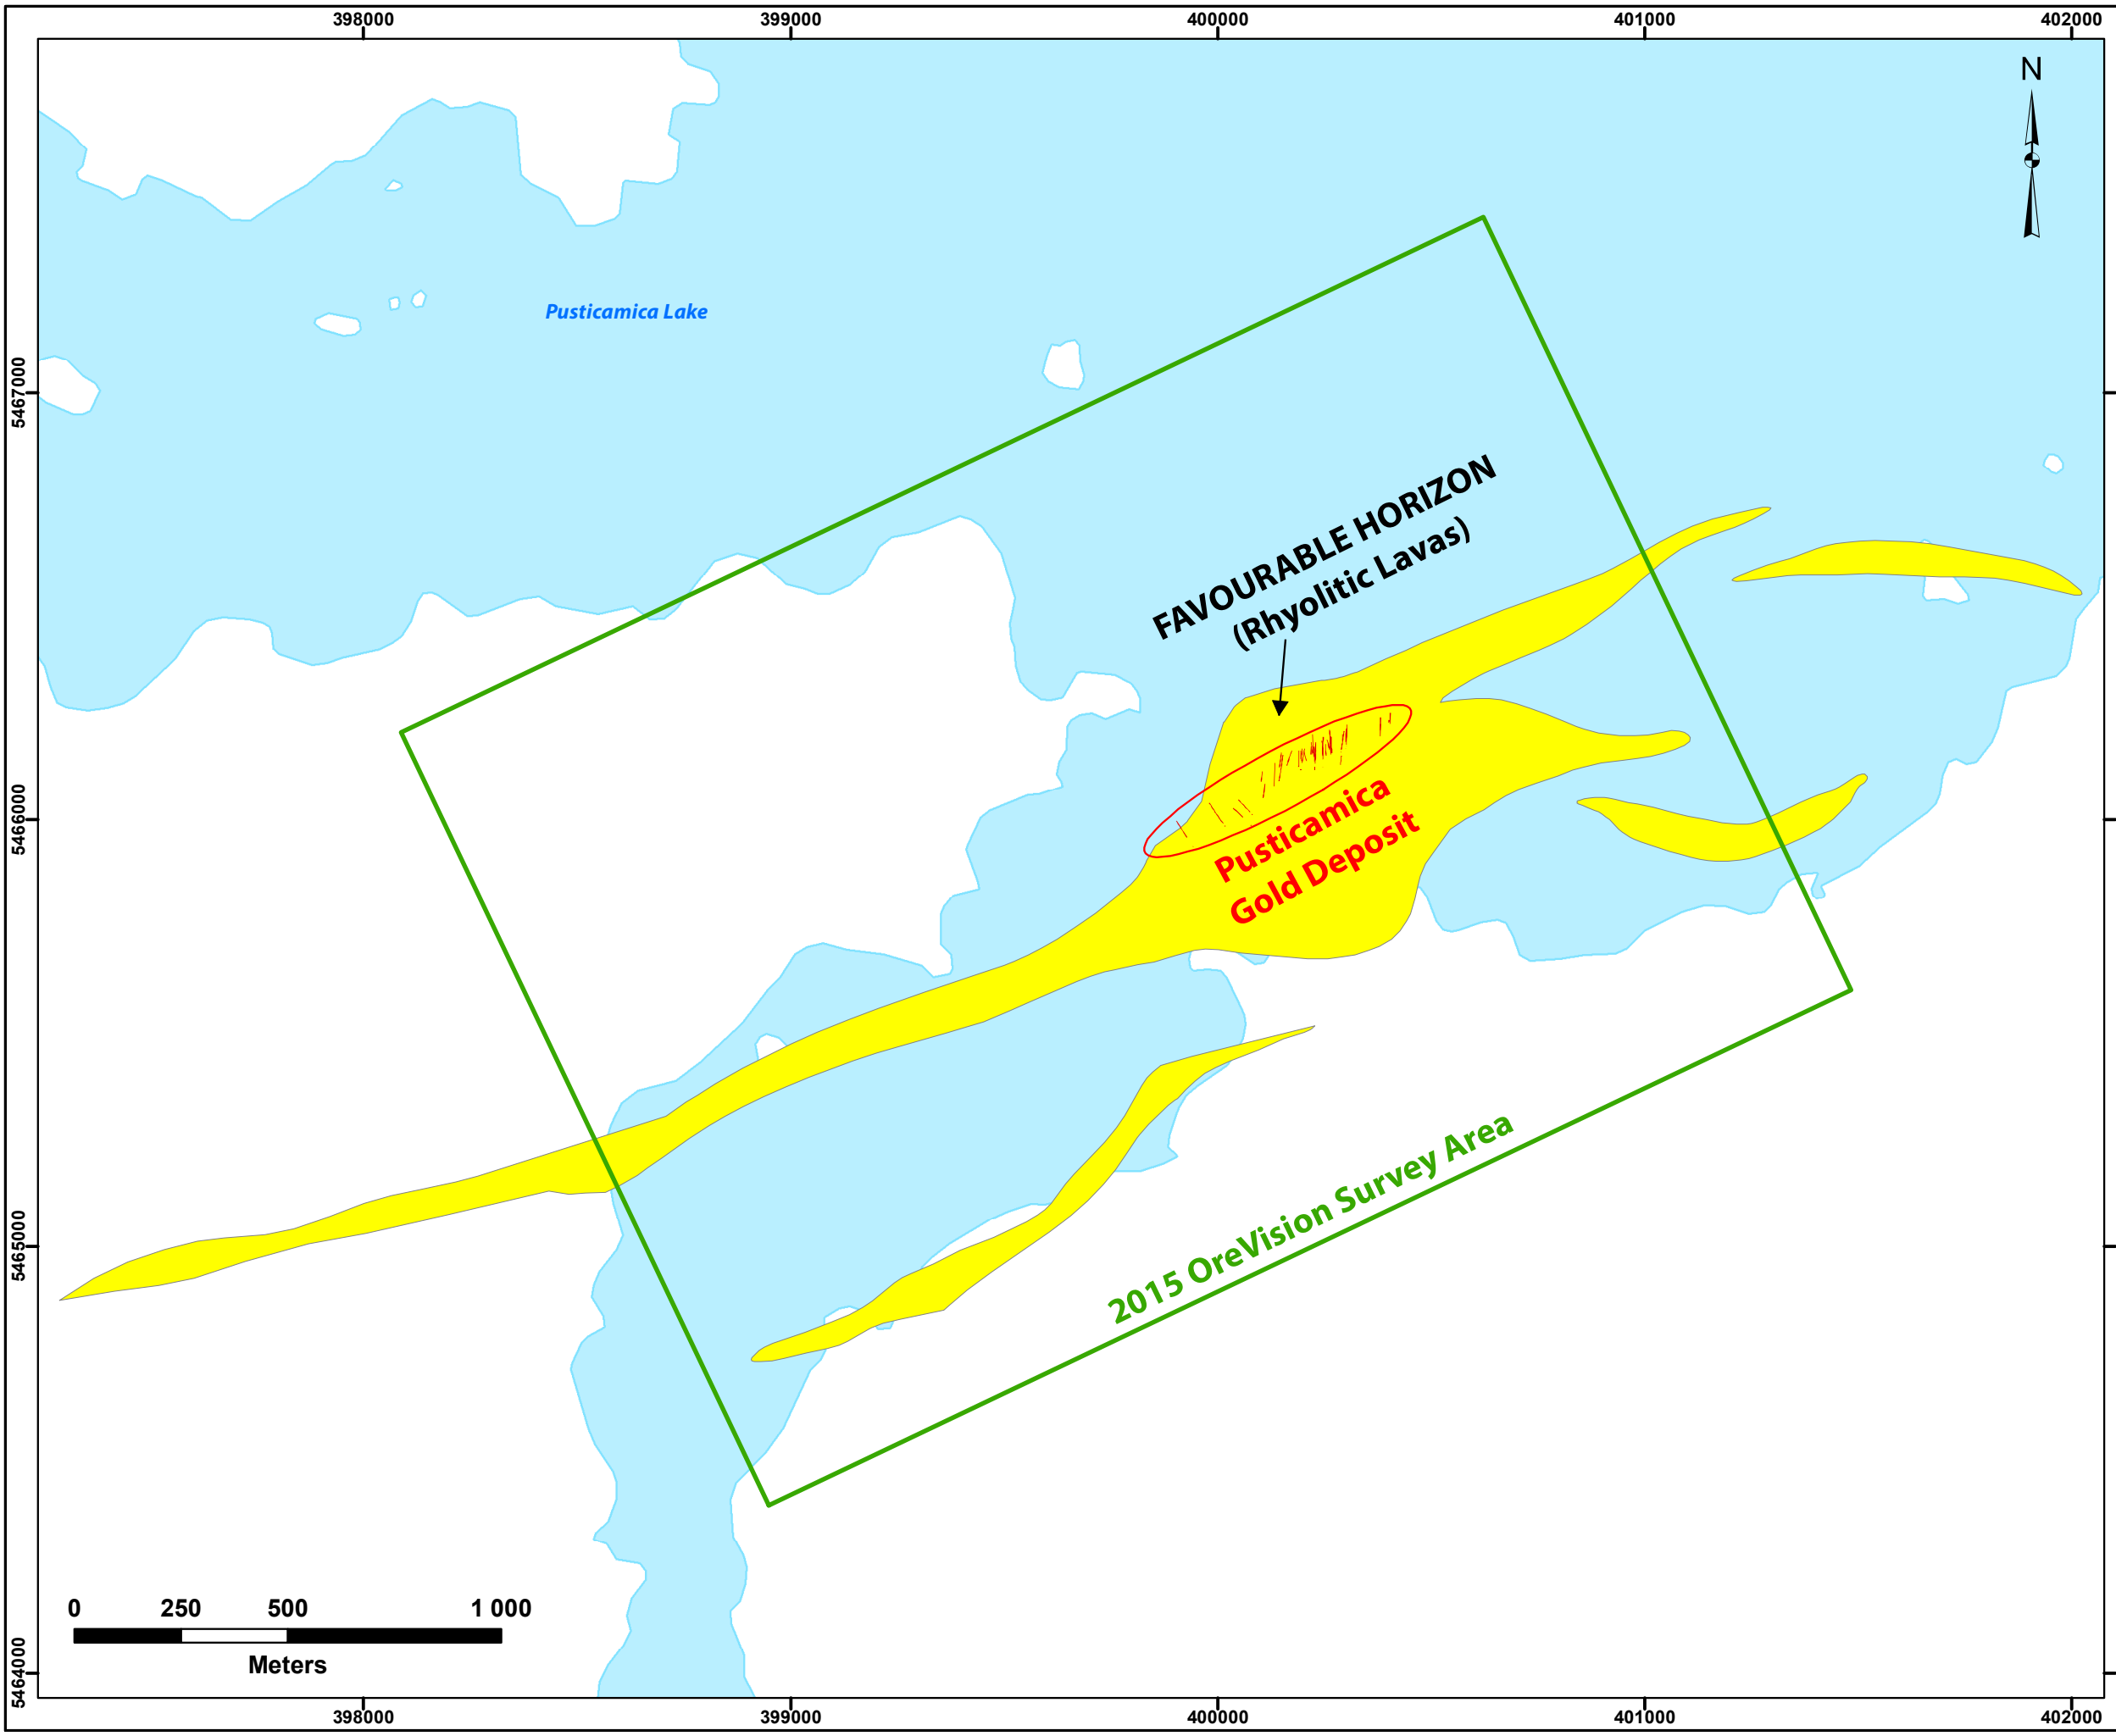 398000 399000 400000 401000 402000
N
Pusticamica Lake
5467000
FAVOURABLE HORIZON
(Rhyolitic Lavas)
5466000
Pusticamica
Gold Deposit
5465000
2015 OreVision Survey Area
0 250 500 1 000
Meters
5464000
398000 399000 400000 401000 402000